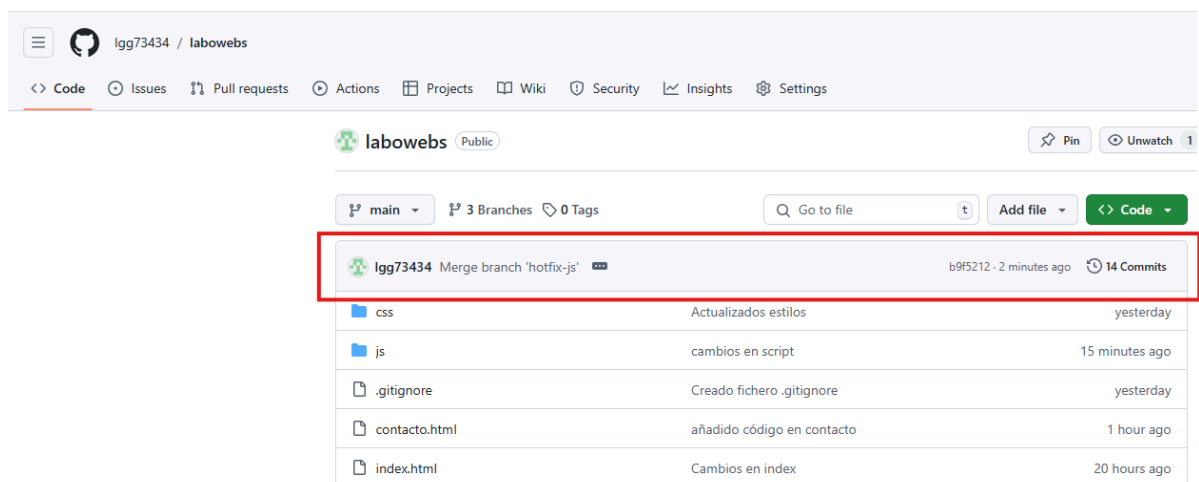 lgg73434 / labowebs
Code Issues Pull requests Actions Projects Wiki Security Insights Settings
labowebs Public Pin Unwatch 1
main 3 Branches 0 Tags Go to file t Add file Code
lgg73434 Merge branch 'hotfix-js' b9f5212 · 2 minutes ago 14 Commits
css Actualizados estilos yesterday
js cambios en script 15 minutes ago
.gitignore Creado fichero .gitignore yesterday
contacto.html añadido código en contacto 1 hour ago
index.html Cambios en index 20 hours ago